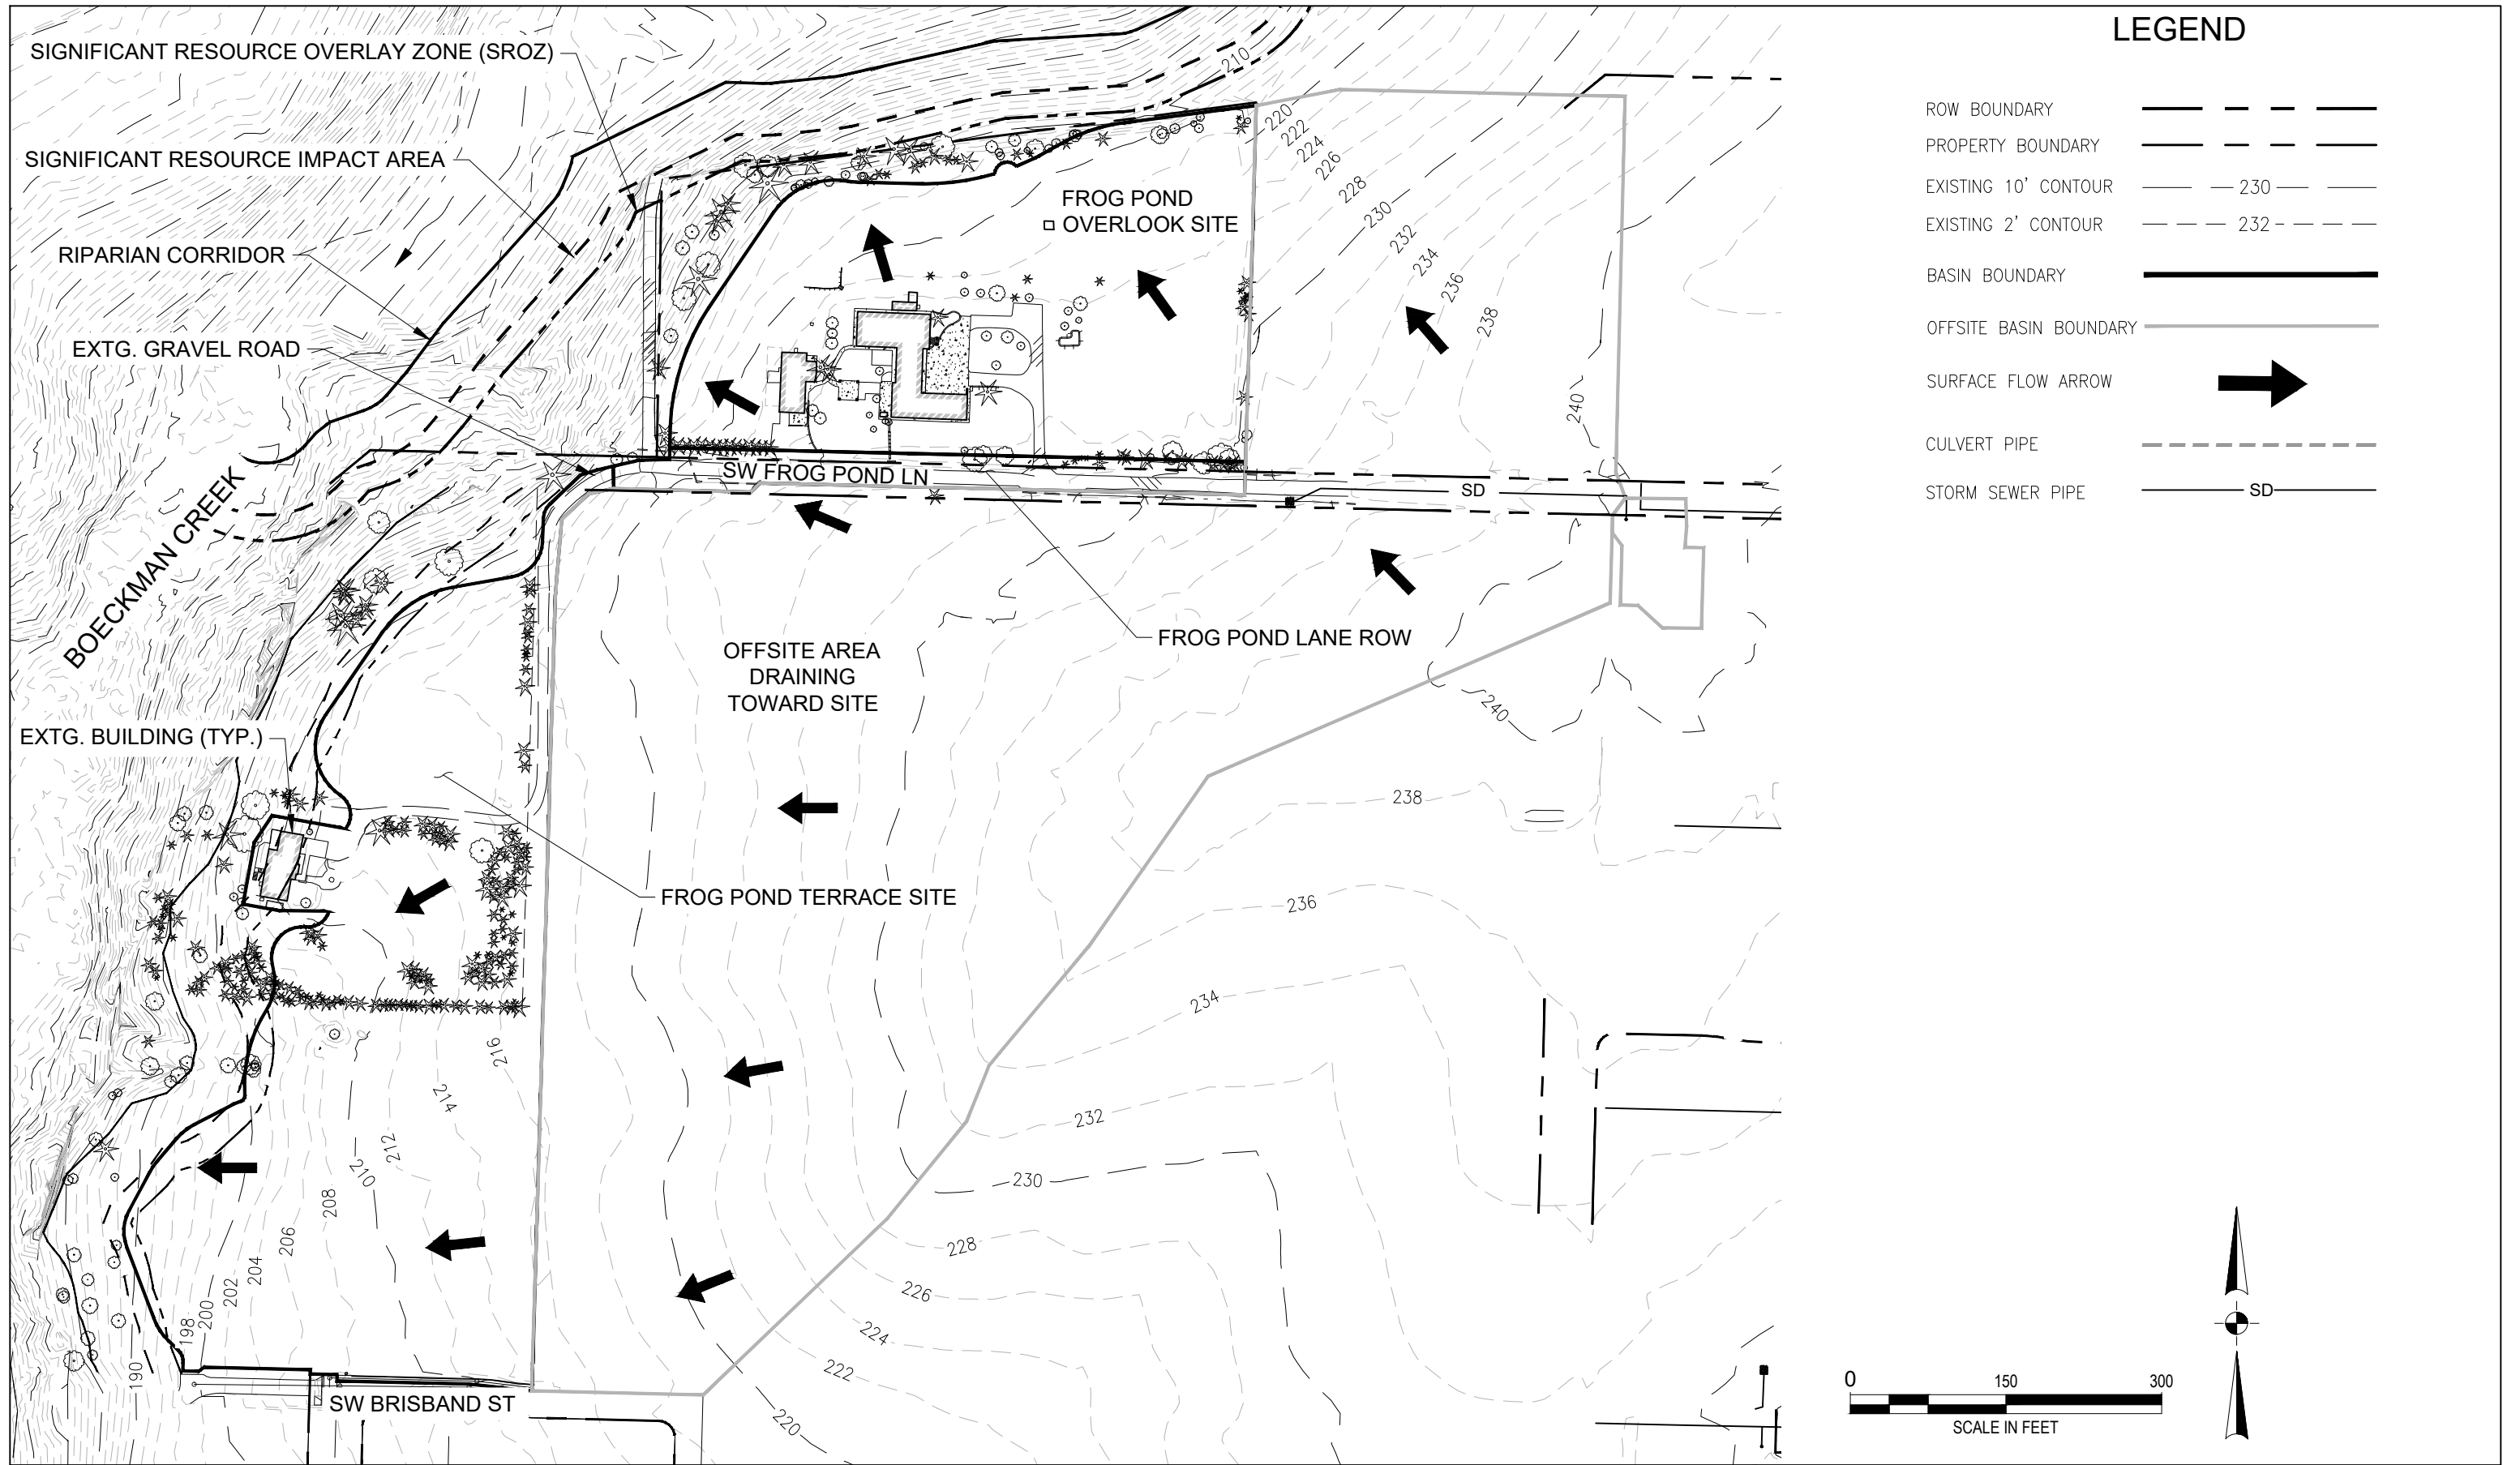 SIGNIFICANT RESOURCE OVERLAY ZONE (SROZ)
SIGNIFICANT RESOURCE IMPACT AREA
RIPARIAN CORRIDOR
EXTG. GRAVEL ROAD
BOECKMAN CREEK
EXTG. BUILDING (TYP.)
FROG POND
OVERLOOK SITE
SW FROG POND LN
SD
FROG POND LANE ROW
OFFSITE AREA
DRAINING
TOWARD SITE
FROG POND TERRACE SITE
SW BRISBAND ST
210
220
222
224
226
228
230
232
234
236
238
240
240
238
236
234
232
230
228
226
224
222
220
216
214
212
210
208
206
204
202
200
198
190
LEGEND
ROW BOUNDARY
PROPERTY BOUNDARY
EXISTING 10' CONTOUR
230
EXISTING 2' CONTOUR
232
BASIN BOUNDARY
OFFSITE BASIN BOUNDARY
SURFACE FLOW ARROW
CULVERT PIPE
STORM SEWER PIPE
SD
0 150 300
SCALE IN FEET